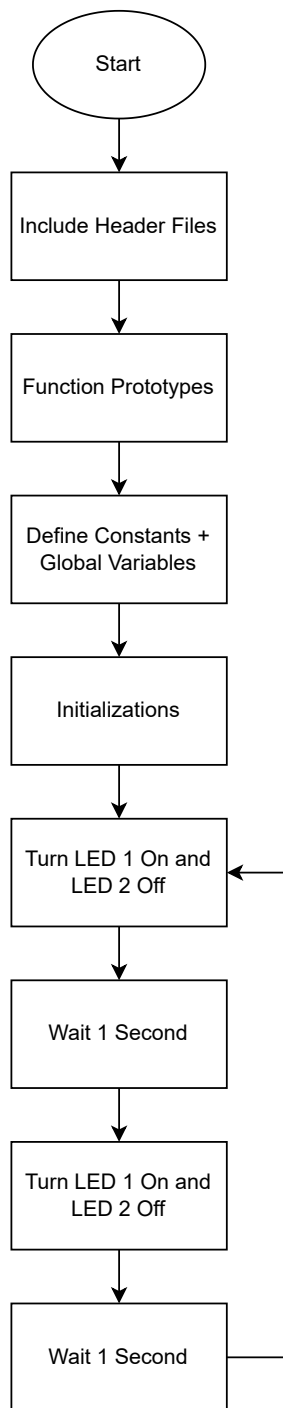 Start
Include Header Files
Function Prototypes
Define Constants +
Global Variables
Initializations
Turn LED 1 On and
LED 2 Off
Wait 1 Second
Turn LED 1 On and
LED 2 Off
Wait 1 Second